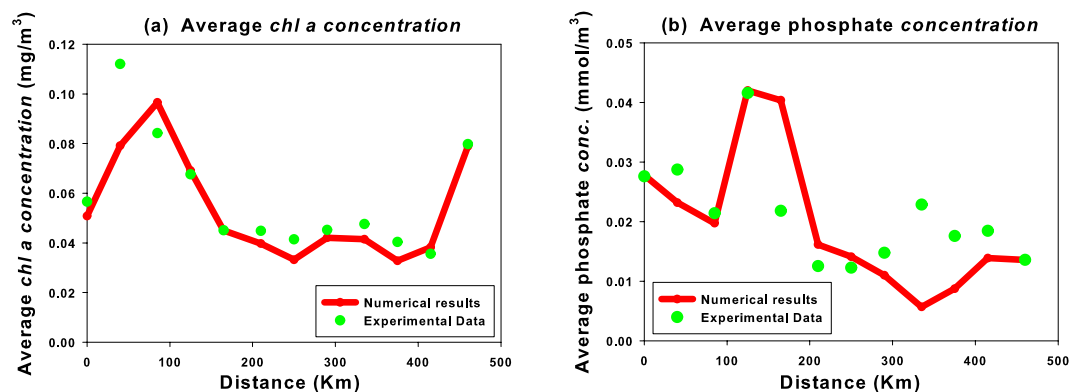 (a) Average chl a concentration
Average chl a concentration (mg/m³)
0.12
0.10
0.08
0.06
0.04
0.02
0.00
Numerical results
Experimental Data
0
100
200
300
400
500
Distance (Km)
(b) Average phosphate concentration
Average phosphate conc. (mmol/m³)
0.05
0.04
0.03
0.02
0.01
0.00
Numerical results
Experimental Data
0
100
200
300
400
500
Distance (Km)